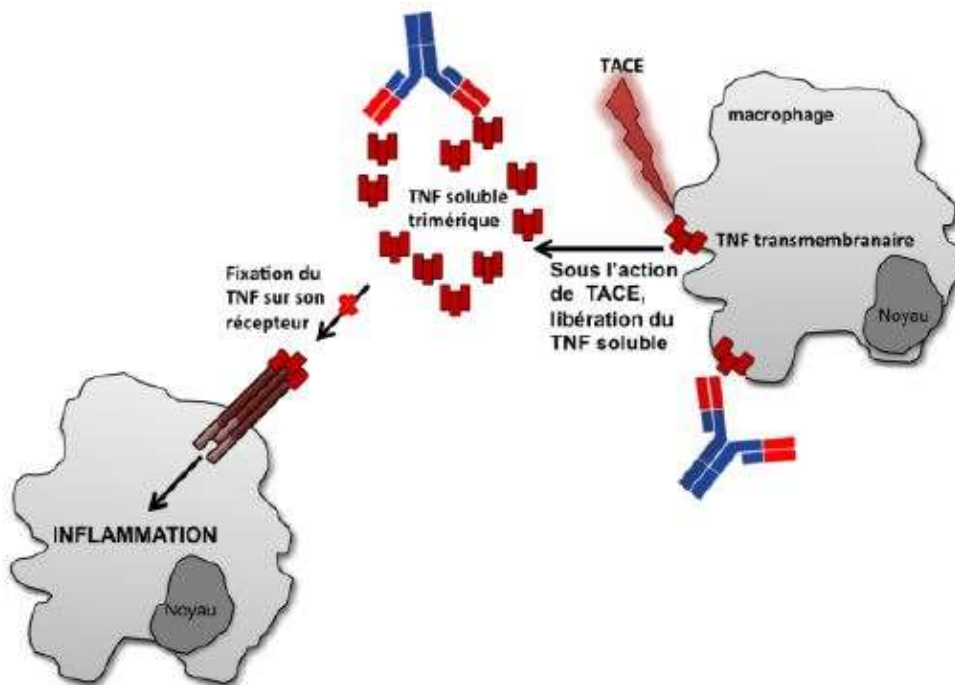 TACE
macrophage
TNF soluble
trimérique
TNF transmembranaire
Fixation du
TNF sur son
récepteur
Sous l'action
de TACE,
libération du
TNF soluble
Noyau
INFLAMMATION
Noyau